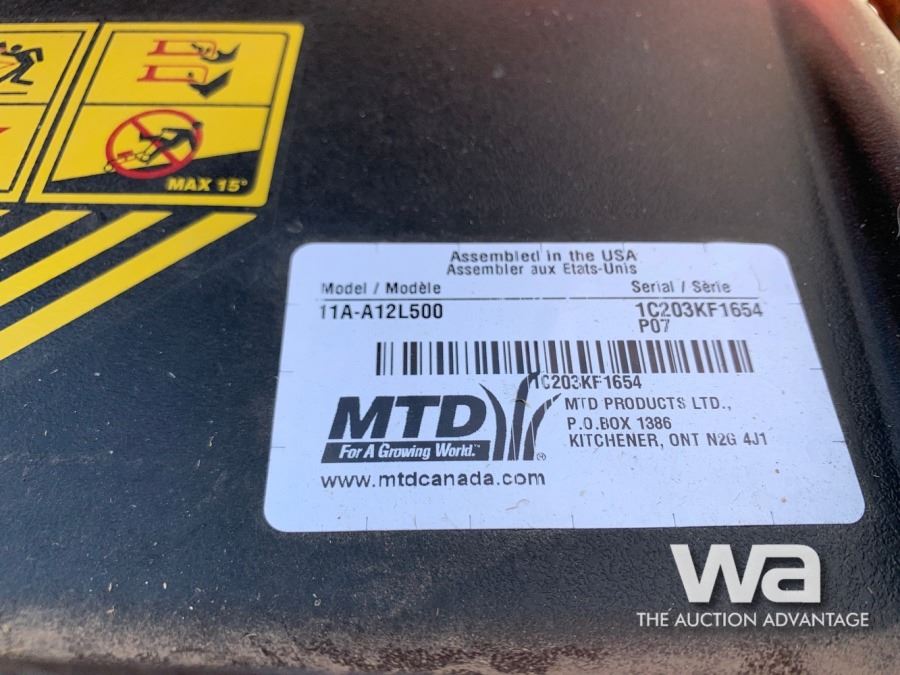 MAX 15°
Assembled in the USA
Assembler aux Etats-Unis
Model / Modèle Serial / Série
11A-A12L500 1C203KF1654
P07
1C203KF1654
MTD
For A Growing World.™
MTD PRODUCTS LTD.,
P.O.BOX 1386
KITCHENER, ONT N2G 4J1
®
www.mtdcanada.com
wa
THE AUCTION ADVANTAGE